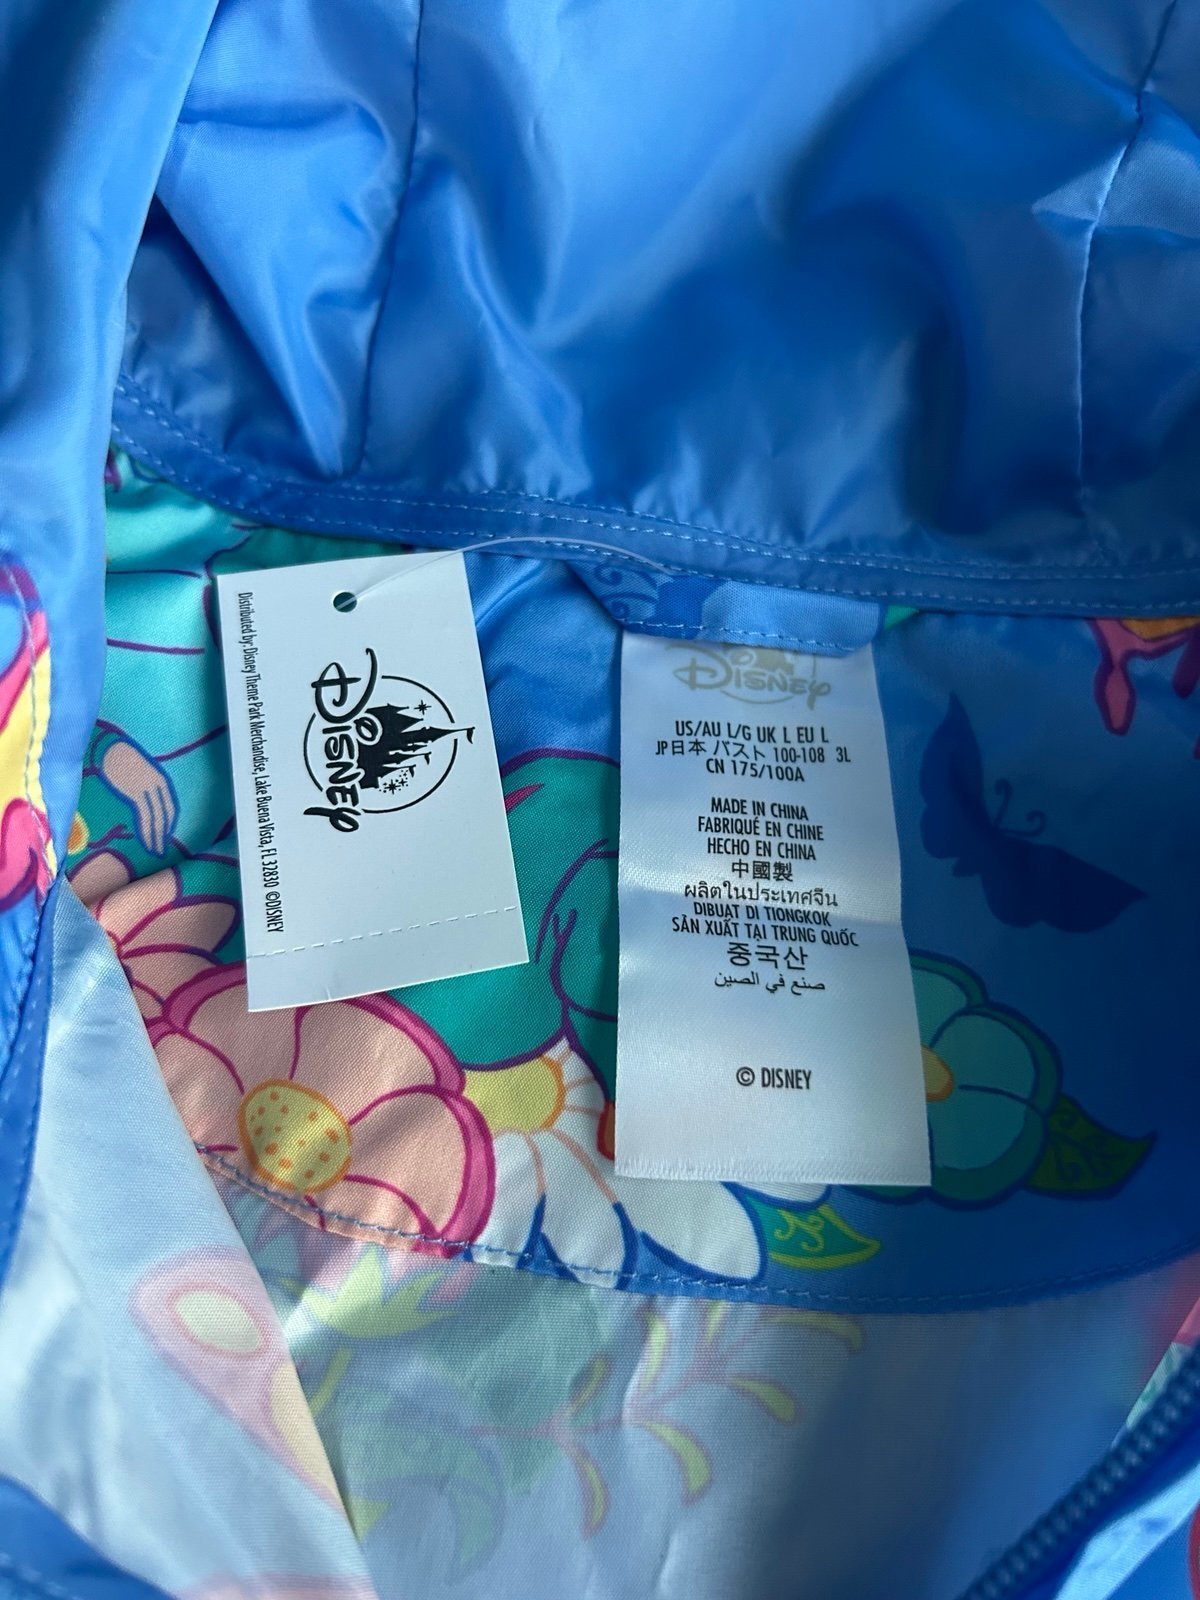 Distributed by: Disney Theme Park Merchandise, Lake Buena Vista, FL 32830 ©DISNEY
DISNEY
DISNEY
US/AU L/G UK L EU L
JP日本 バスト 100-108 3L
CN 175/100A
MADE IN CHINA
FABRIQUÉ EN CHINE
HECHO EN CHINA
中國製
ผลิตในประเทศจีน
DIBUAT DI TIONGKOK
SẢN XUẤT TẠI TRUNG QUỐC
중국산
صنع في الصين
© DISNEY